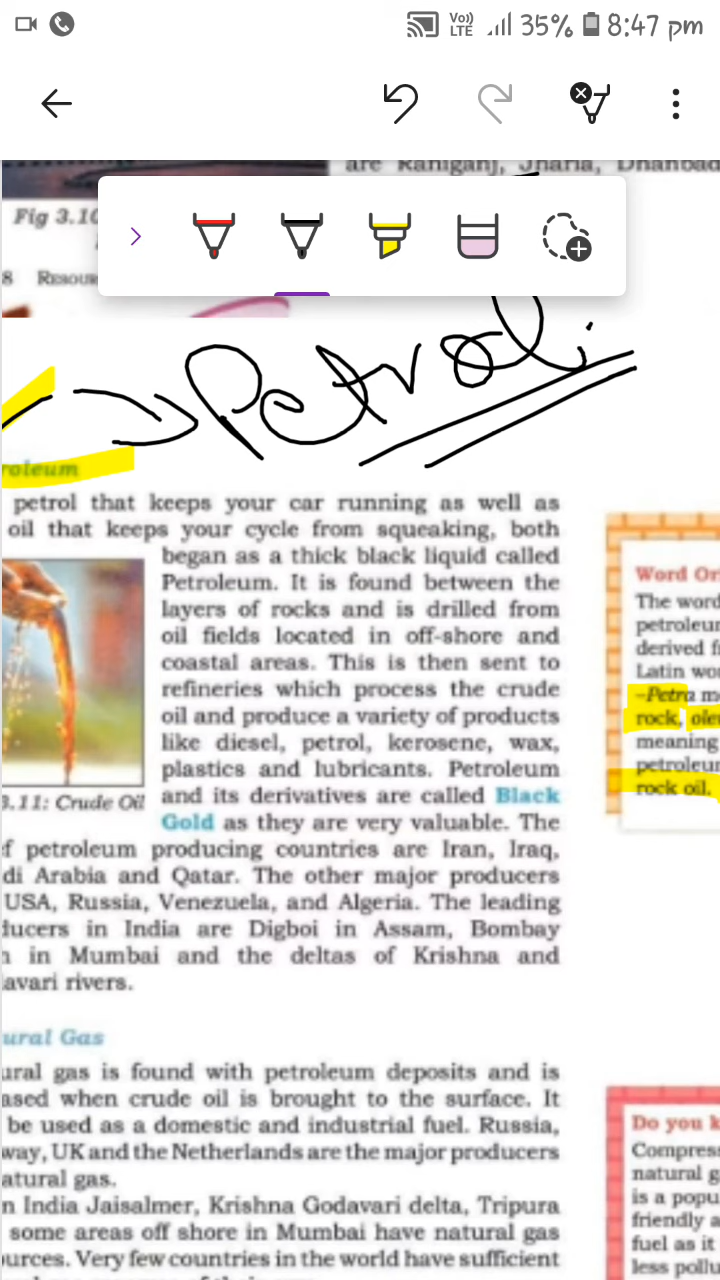 Vo))
LTE
35%
8:47 pm
are Raniganj, Jharia, Dhanbad
Fig 3.10
8 Resour
Petrol
roleum
petrol that keeps your car running as well as
oil that keeps your cycle from squeaking, both
began as a thick black liquid called
Petroleum. It is found between the
layers of rocks and is drilled from
oil fields located in off-shore and
coastal areas. This is then sent to
refineries which process the crude
oil and produce a variety of products
like diesel, petrol, kerosene, wax,
plastics and lubricants. Petroleum
3.11: Crude Oil and its derivatives are called Black
Gold as they are very valuable. The
f petroleum producing countries are Iran, Iraq,
di Arabia and Qatar. The other major producers
USA, Russia, Venezuela, and Algeria. The leading
ducers in India are Digboi in Assam, Bombay
in Mumbai and the deltas of Krishna and
avari rivers.
Word Ori
The word
petroleum
derived fr
Latin wor
–Petra m
rock, oleu
meaning
petroleum
rock oil.
ural Gas
ural gas is found with petroleum deposits and is
ased when crude oil is brought to the surface. It
be used as a domestic and industrial fuel. Russia,
way, UK and the Netherlands are the major producers
atural gas.
n India Jaisalmer, Krishna Godavari delta, Tripura
some areas off shore in Mumbai have natural gas
urces. Very few countries in the world have sufficient
Do you k
Compress
natural g
is a popu
friendly a
fuel as it
less pollu